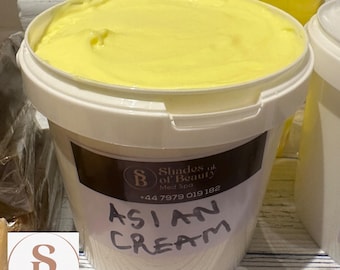 Shades
of Beauty
Med Spa
+44 7979 019 182
ASIAN
CREAM
S